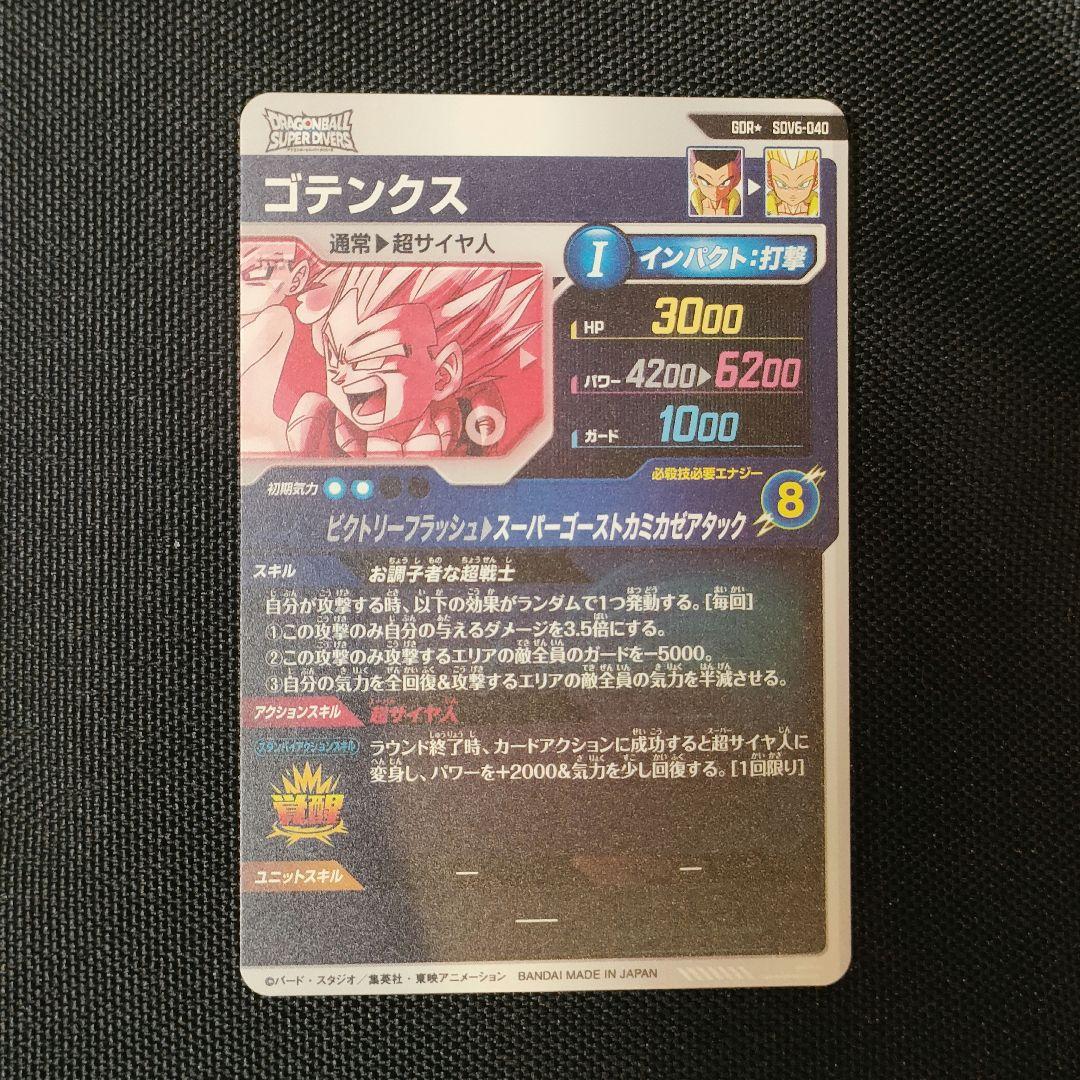 DRAGONBALL
SUPER DIVERS
GDR★ SDV6-040
ゴテンクス
通常▶超サイヤ人
I インパクト:打撃
HP 3000
パワー 4200▶6200
ガード 1000
初期気力
必殺技必要エナジー
8
ビクトリーフラッシュ▶スーパーゴーストカミカゼアタック
スキル お調子者な超戦士
自分が攻撃する時、以下の効果がランダムで1つ発動する。[毎回]
①この攻撃のみ自分の与えるダメージを3.5倍にする。
②この攻撃のみ攻撃するエリアの敵全員のガードを-5000。
③自分の気力を全回復&攻撃するエリアの敵全員の気力を半減させる。
アクションスキル 超サイヤ人
スタンバイアクションスキル
ラウンド終了時、カードアクションに成功すると超サイヤ人に
変身し、パワーを+2000&気力を少し回復する。[1回限り]
覚醒
ユニットスキル
©バード・スタジオ/集英社・東映アニメーション BANDAI MADE IN JAPAN